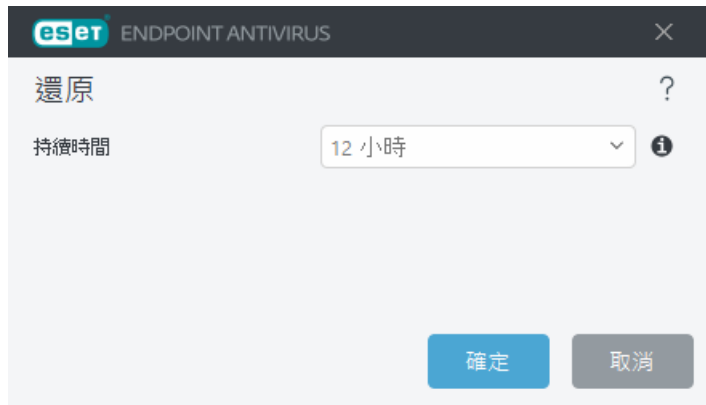 eset ENDPOINT ANTIVIRUS
還原
?
持續時間
12 小時
確定
取消